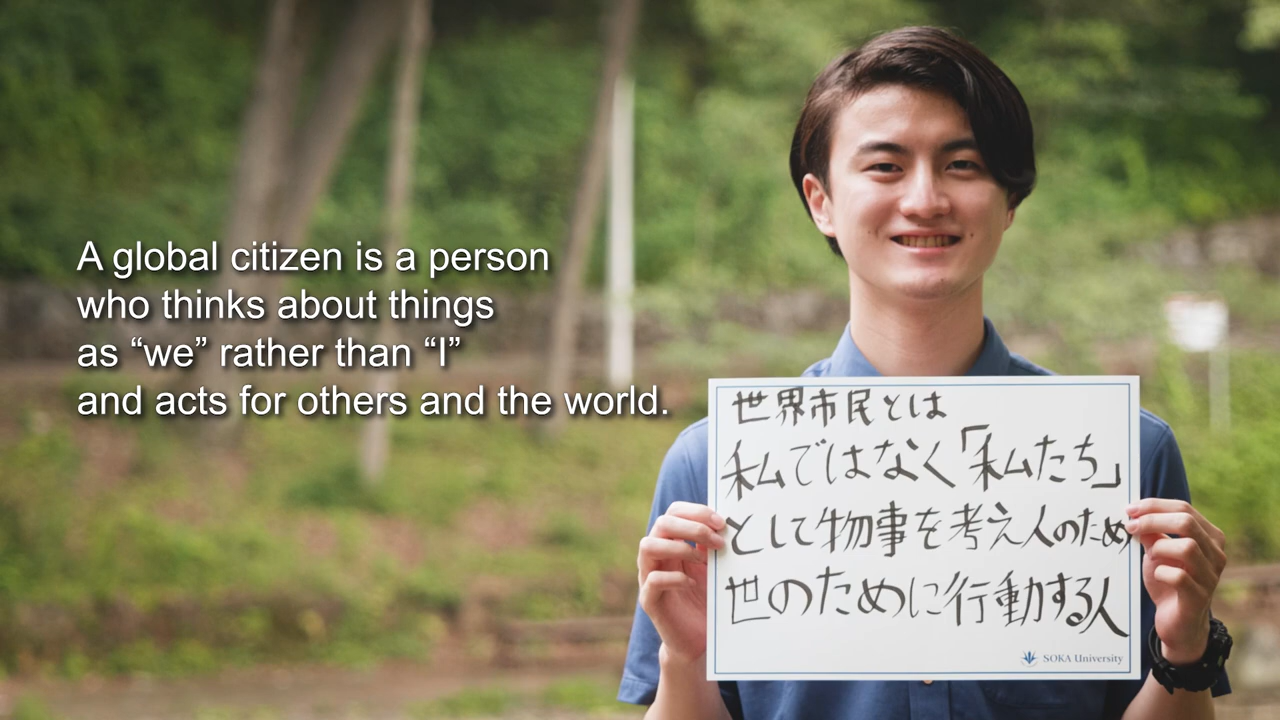 A global citizen is a person
who thinks about things
as “we” rather than “I”
and acts for others and the world.
世界市民とは
私ではなく「私たち」
として物事を考え人のため
世のために行動する人
SOKA University